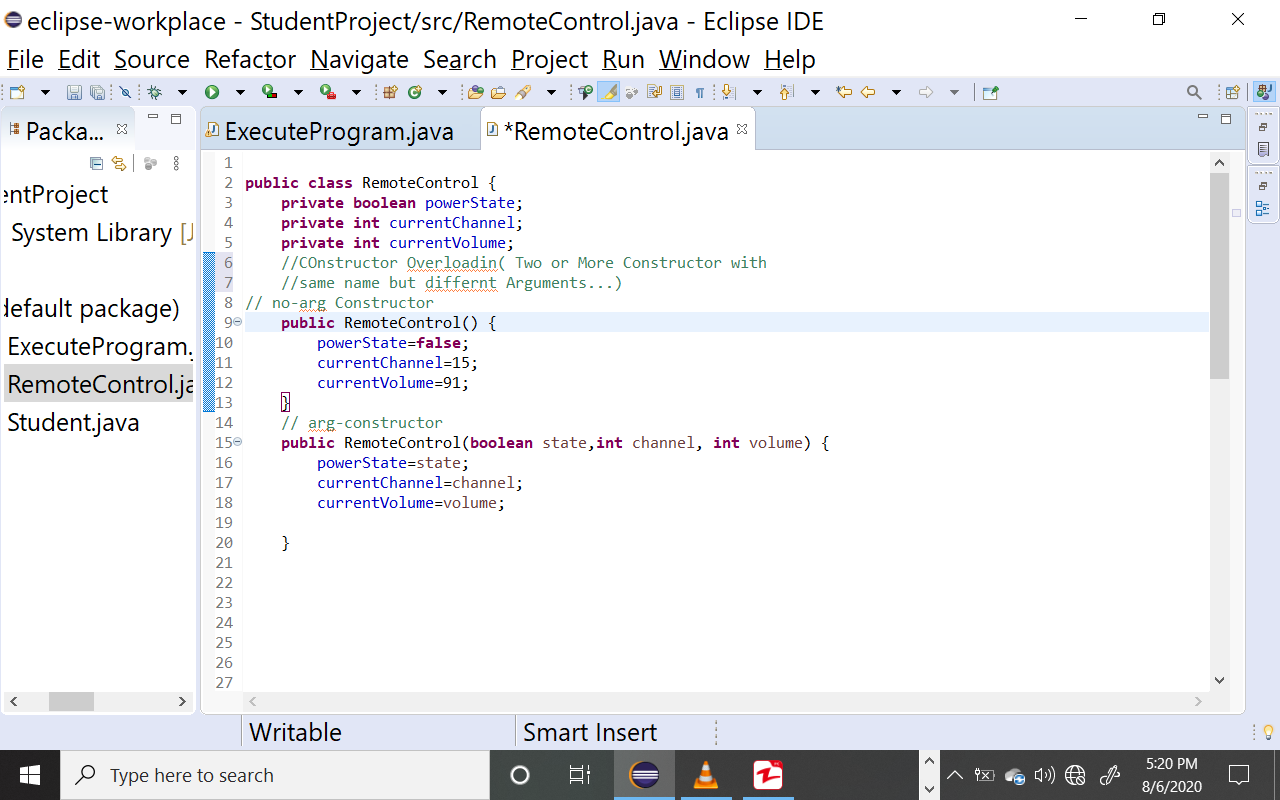 eclipse-workplace - StudentProject/src/RemoteControl.java - Eclipse IDE
File Edit Source Refactor Navigate Search Project Run Window Help
Packa...
ExecuteProgram.java
*RemoteControl.java
entProject
System Library [J
default package)
ExecuteProgram.
RemoteControl.ja
Student.java
1
2 public class RemoteControl {
3 private boolean powerState;
4 private int currentChannel;
5 private int currentVolume;
6 //COnstructor Overloadin( Two or More Constructor with
7 //same name but differnt Arguments...)
8 // no-arg Constructor
9 public RemoteControl() {
10 powerState=false;
11 currentChannel=15;
12 currentVolume=91;
13 }
14 // arg-constructor
15 public RemoteControl(boolean state,int channel, int volume) {
16 powerState=state;
17 currentChannel=channel;
18 currentVolume=volume;
19
20 }
21
22
23
24
25
26
27
Writable
Smart Insert
Type here to search
5:20 PM
8/6/2020